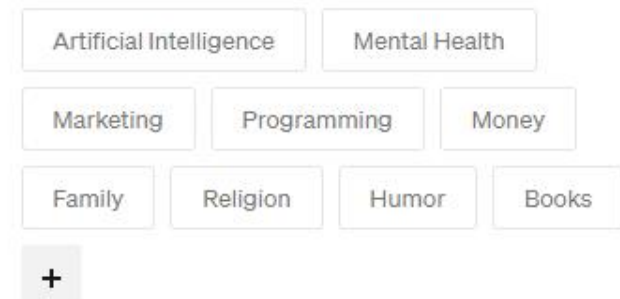 Artificial Intelligence Mental Health
Marketing Programming Money
Family Religion Humor Books
+